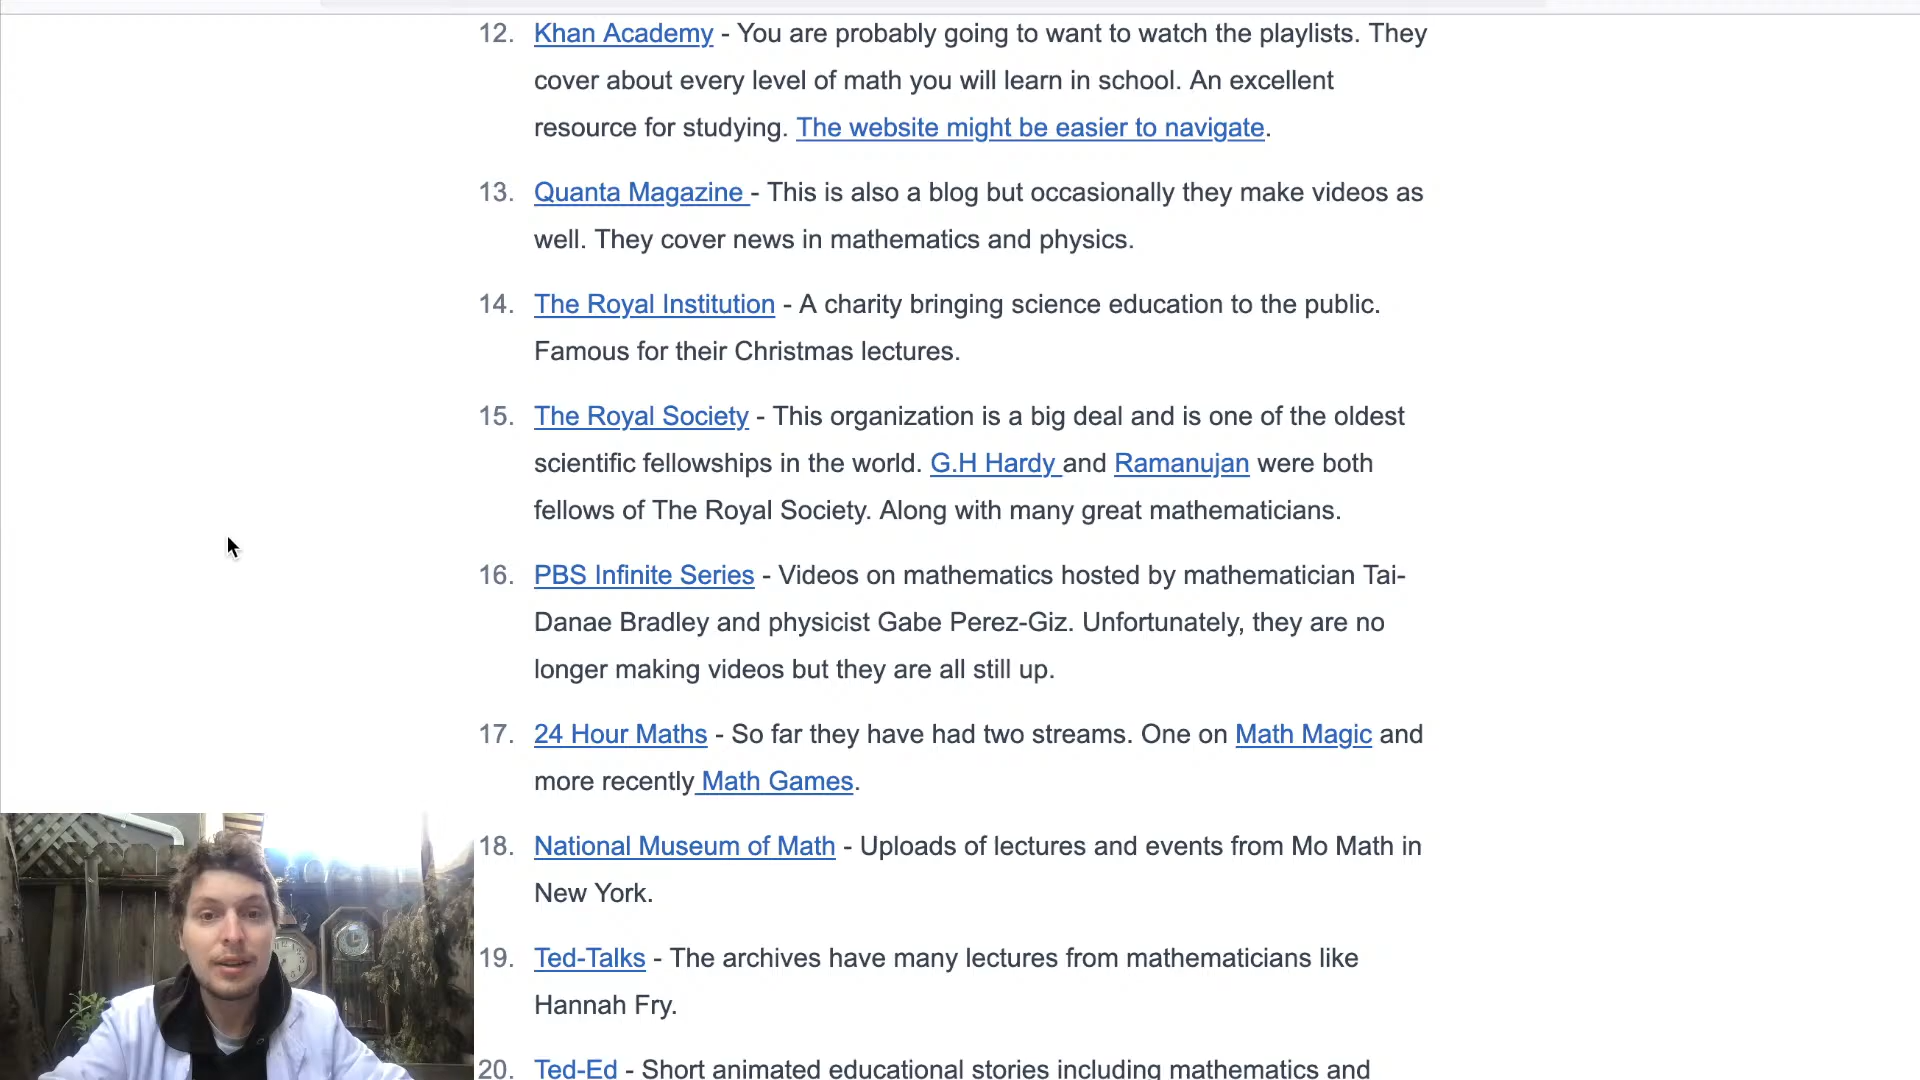 12. Khan Academy - You are probably going to want to watch the playlists. They
cover about every level of math you will learn in school. An excellent
resource for studying. The website might be easier to navigate.
13. Quanta Magazine - This is also a blog but occasionally they make videos as
well. They cover news in mathematics and physics.
14. The Royal Institution - A charity bringing science education to the public.
Famous for their Christmas lectures.
15. The Royal Society - This organization is a big deal and is one of the oldest
scientific fellowships in the world. G.H Hardy and Ramanujan were both
fellows of The Royal Society. Along with many great mathematicians.
16. PBS Infinite Series - Videos on mathematics hosted by mathematician Tai-
Danae Bradley and physicist Gabe Perez-Giz. Unfortunately, they are no
longer making videos but they are all still up.
17. 24 Hour Maths - So far they have had two streams. One on Math Magic and
more recently Math Games.
18. National Museum of Math - Uploads of lectures and events from Mo Math in
New York.
19. Ted-Talks - The archives have many lectures from mathematicians like
Hannah Fry.
20. Ted-Ed - Short animated educational stories including mathematics and